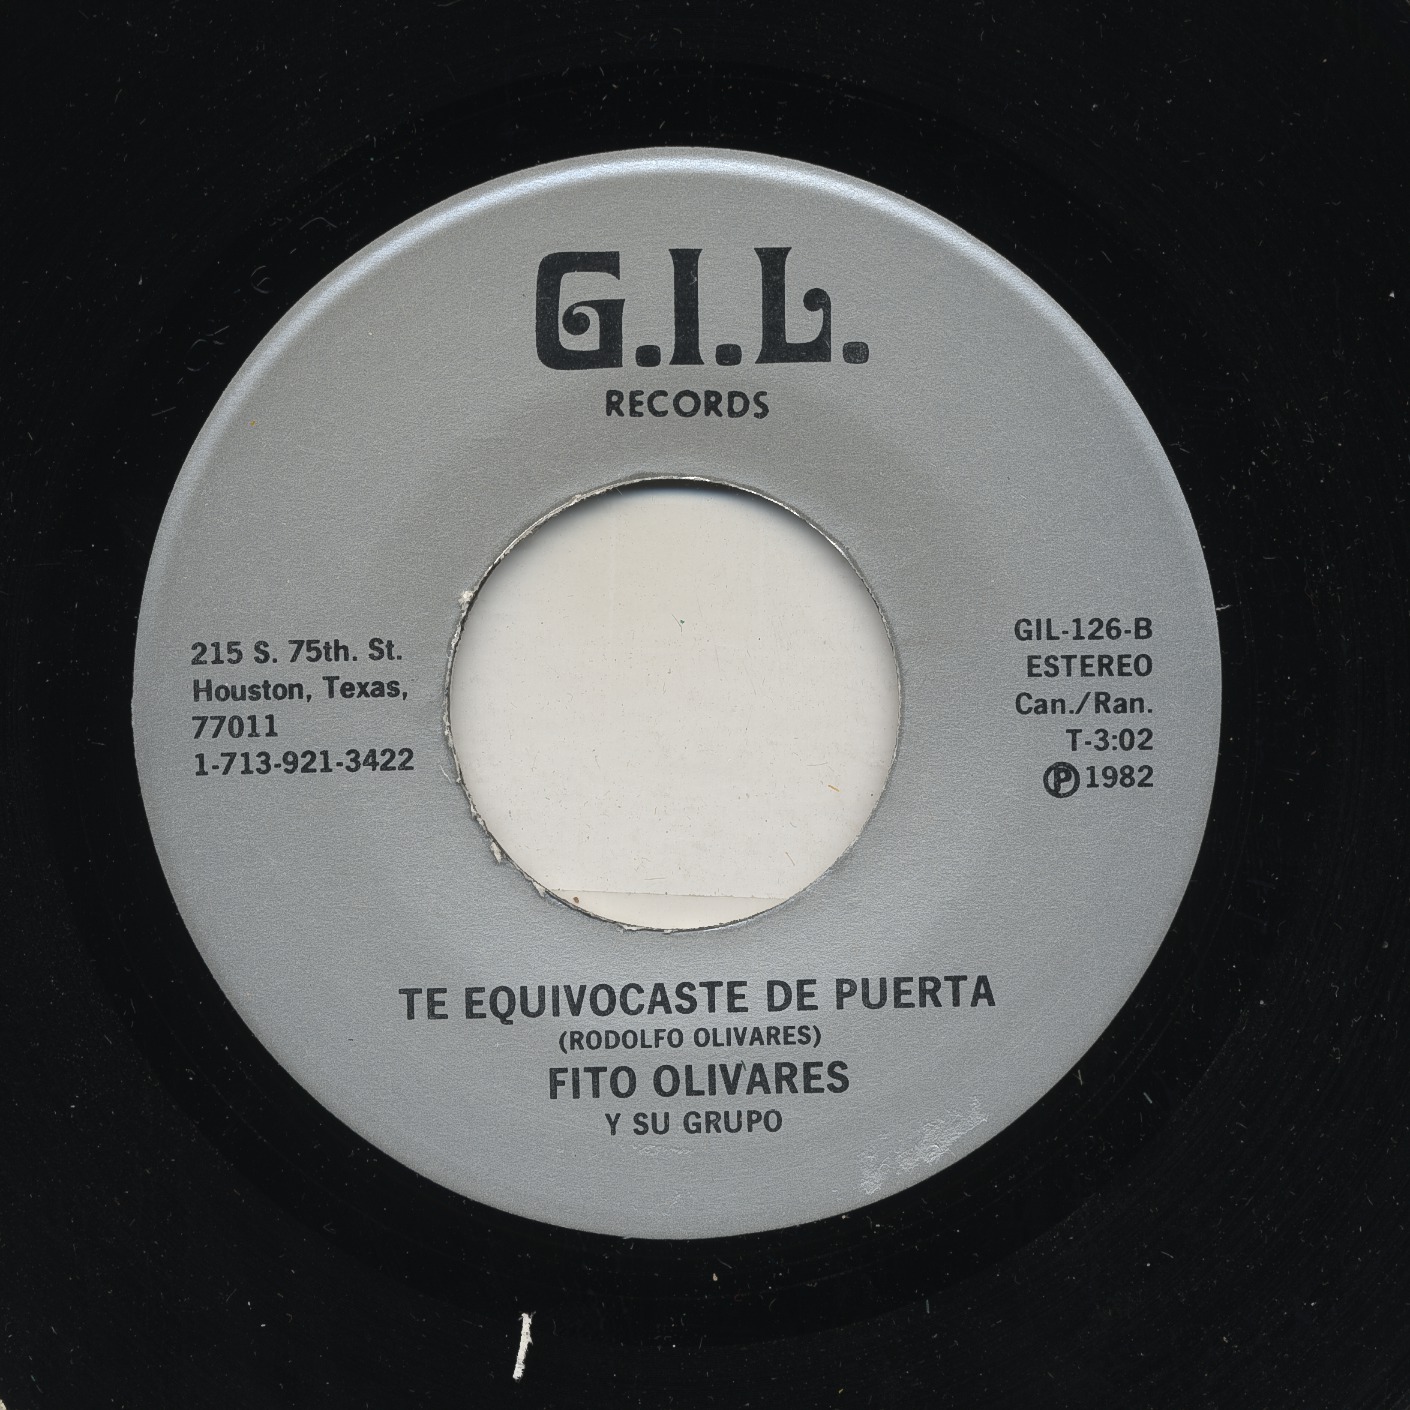 G.I.L.
RECORDS
215 S. 75th. St.
Houston, Texas,
77011
1-713-921-3422
GIL-126-B
ESTEREO
Can./Ran.
T-3:02
℗1982
TE EQUIVOCASTE DE PUERTA
(RODOLFO OLIVARES)
FITO OLIVARES
Y SU GRUPO